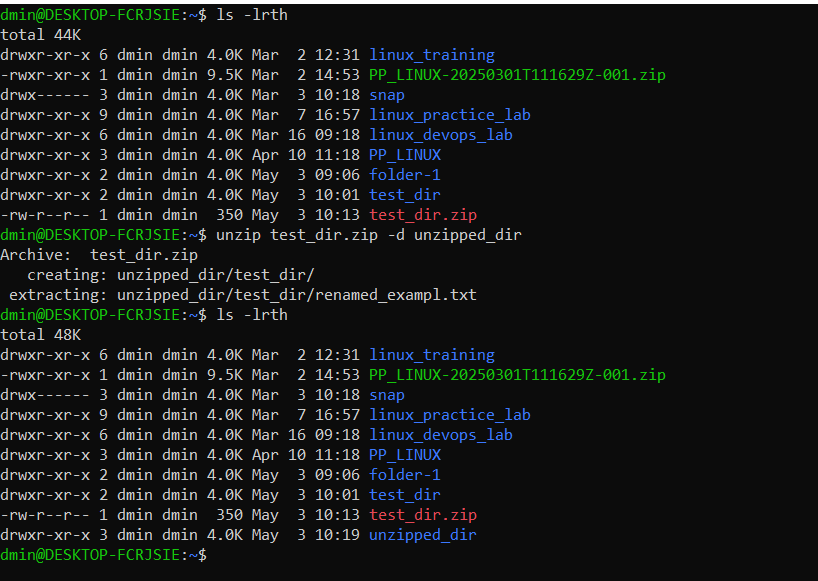 dmin@DESKTOP-FCRJSIE:~$ ls -lrth
total 44K
drwxr-xr-x 6 dmin dmin 4.0K Mar  2 12:31 linux_training
-rwxr-xr-x 1 dmin dmin 9.5K Mar  2 14:53 PP_LINUX-20250301T111629Z-001.zip
drwx------ 3 dmin dmin 4.0K Mar  3 10:18 snap
drwxr-xr-x 9 dmin dmin 4.0K Mar  7 16:57 linux_practice_lab
drwxr-xr-x 6 dmin dmin 4.0K Mar 16 09:18 linux_devops_lab
drwxr-xr-x 3 dmin dmin 4.0K Apr 10 11:18 PP_LINUX
drwxr-xr-x 2 dmin dmin 4.0K May  3 09:06 folder-1
drwxr-xr-x 2 dmin dmin 4.0K May  3 10:01 test_dir
-rw-r--r-- 1 dmin dmin  350 May  3 10:13 test_dir.zip
dmin@DESKTOP-FCRJSIE:~$ unzip test_dir.zip -d unzipped_dir
Archive:  test_dir.zip
   creating: unzipped_dir/test_dir/
 extracting: unzipped_dir/test_dir/renamed_exampl.txt
dmin@DESKTOP-FCRJSIE:~$ ls -lrth
total 48K
drwxr-xr-x 6 dmin dmin 4.0K Mar  2 12:31 linux_training
-rwxr-xr-x 1 dmin dmin 9.5K Mar  2 14:53 PP_LINUX-20250301T111629Z-001.zip
drwx------ 3 dmin dmin 4.0K Mar  3 10:18 snap
drwxr-xr-x 9 dmin dmin 4.0K Mar  7 16:57 linux_practice_lab
drwxr-xr-x 6 dmin dmin 4.0K Mar 16 09:18 linux_devops_lab
drwxr-xr-x 3 dmin dmin 4.0K Apr 10 11:18 PP_LINUX
drwxr-xr-x 2 dmin dmin 4.0K May  3 09:06 folder-1
drwxr-xr-x 2 dmin dmin 4.0K May  3 10:01 test_dir
-rw-r--r-- 1 dmin dmin  350 May  3 10:13 test_dir.zip
drwxr-xr-x 3 dmin dmin 4.0K May  3 10:19 unzipped_dir
dmin@DESKTOP-FCRJSIE:~$